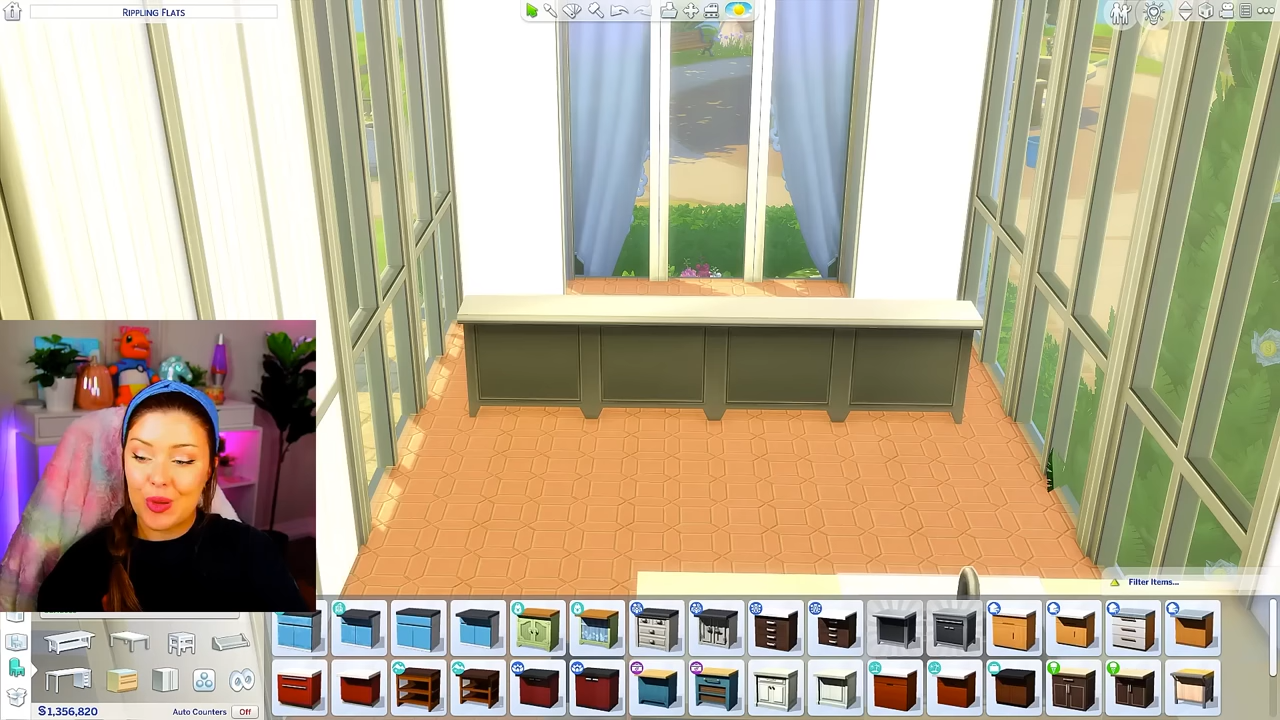 RIPPLING FLATS
Filter Items...
§1,356,820
Auto Counters
Off